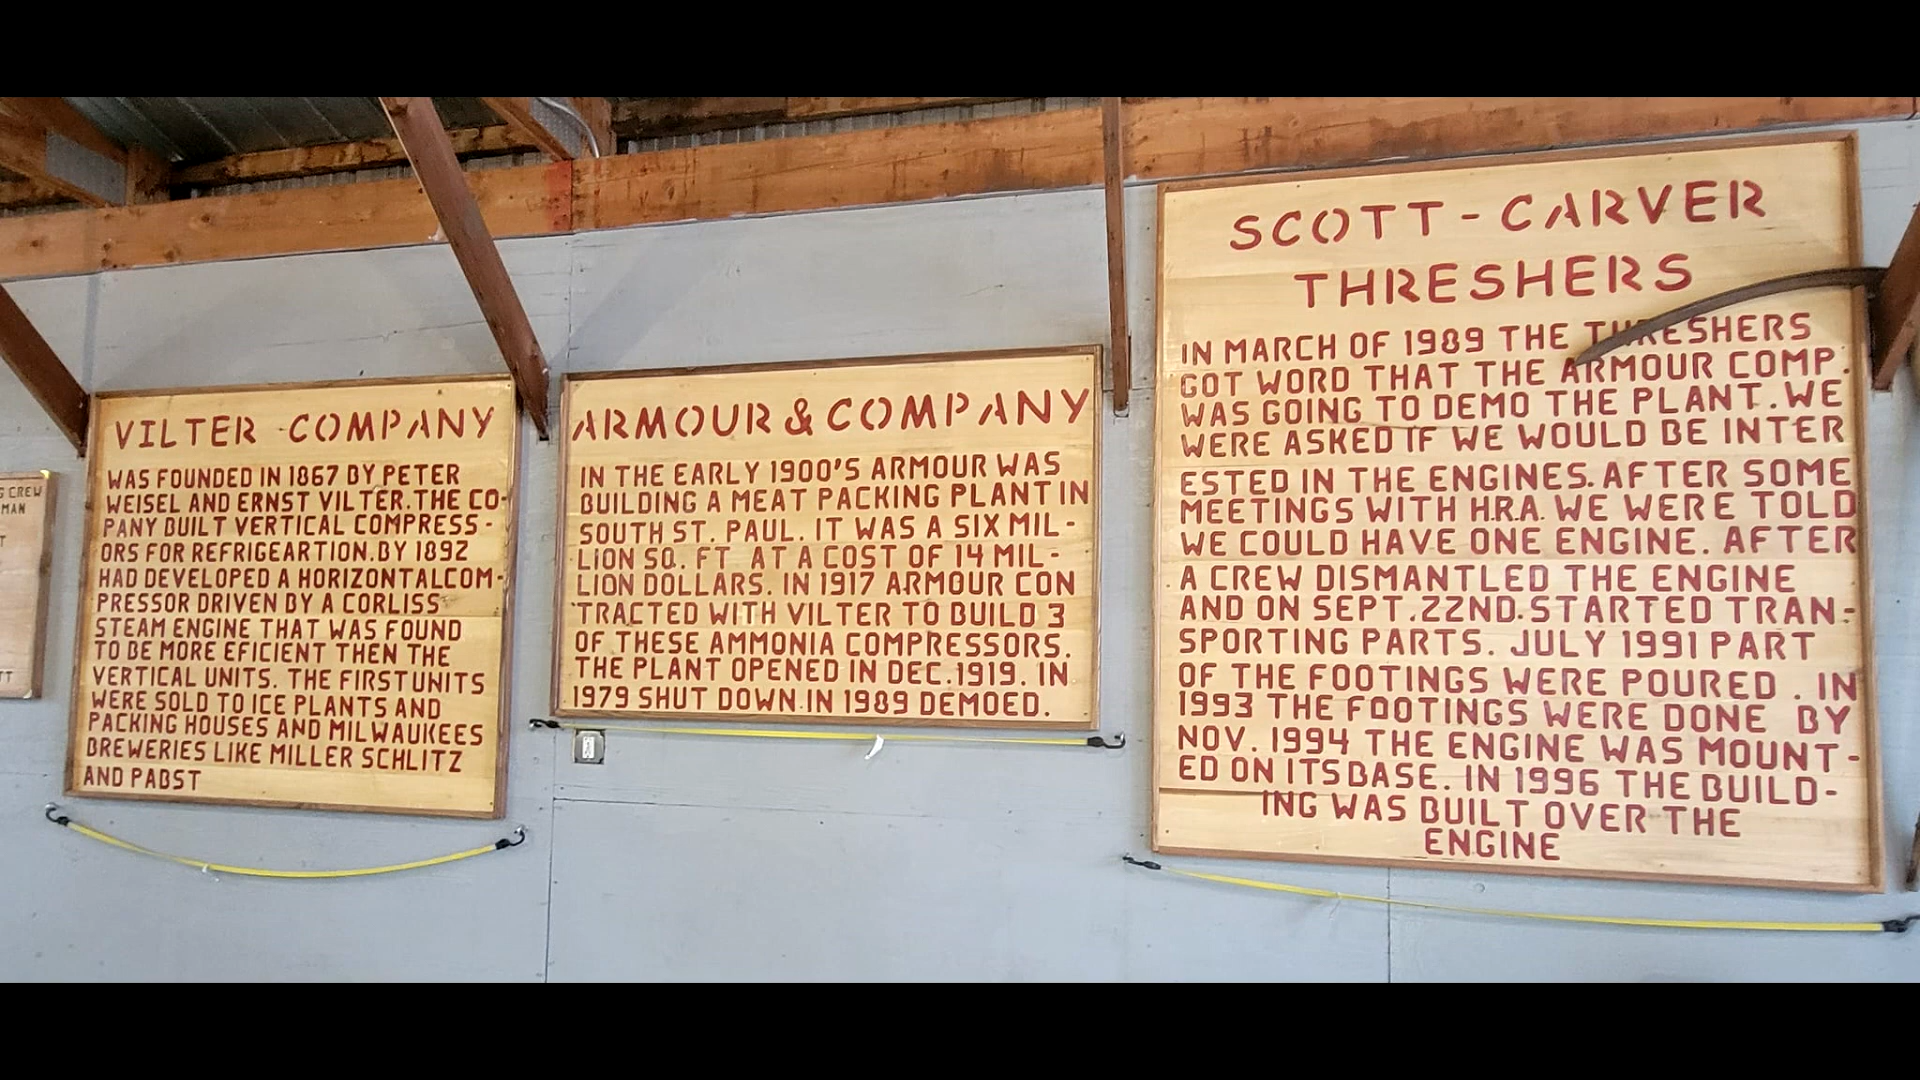 G CREW
MAN
T
TT
VILTER COMPANY
WAS FOUNDED IN 1867 BY PETER
WEISEL AND ERNST VILTER. THE CO-
PANY BUILT VERTICAL COMPRESS-
ORS FOR REFRIGEARTION. BY 1892
HAD DEVELOPED A HORIZONTALCOM-
PRESSOR DRIVEN BY A CORLISS
STEAM ENGINE THAT WAS FOUND
TO BE MORE EFICIENT THEN THE
VERTICAL UNITS. THE FIRST UNITS
WERE SOLD TO ICE PLANTS AND
PACKING HOUSES AND MILWAUKEES
BREWERIES LIKE MILLER SCHLITZ
AND PABST
ARMOUR & COMPANY
IN THE EARLY 1900'S ARMOUR WAS
BUILDING A MEAT PACKING PLANT IN
SOUTH ST. PAUL. IT WAS A SIX MIL-
LION SQ. FT AT A COST OF 14 MIL-
LION DOLLARS. IN 1917 ARMOUR CON
TRACTED WITH VILTER TO BUILD 3
OF THESE AMMONIA COMPRESSORS.
THE PLANT OPENED IN DEC.1919. IN
1979 SHUT DOWN. IN 1989 DEMOED.
SCOTT-CARVER
THRESHERS
IN MARCH OF 1989 THE THRESHERS
GOT WORD THAT THE ARMOUR COMP.
WAS GOING TO DEMO THE PLANT. WE
WERE ASKED IF WE WOULD BE INTER
ESTED IN THE ENGINES. AFTER SOME
MEETINGS WITH H.R.A. WE WERE TOLD
WE COULD HAVE ONE ENGINE. AFTER
A CREW DISMANTLED THE ENGINE
AND ON SEPT. 22ND. STARTED TRAN-
SPORTING PARTS. JULY 1991 PART
OF THE FOOTINGS WERE POURED. IN
1993 THE FOOTINGS WERE DONE BY
NOV. 1994 THE ENGINE WAS MOUNT-
ED ON ITS BASE. IN 1996 THE BUILD-
ING WAS BUILT OVER THE
ENGINE